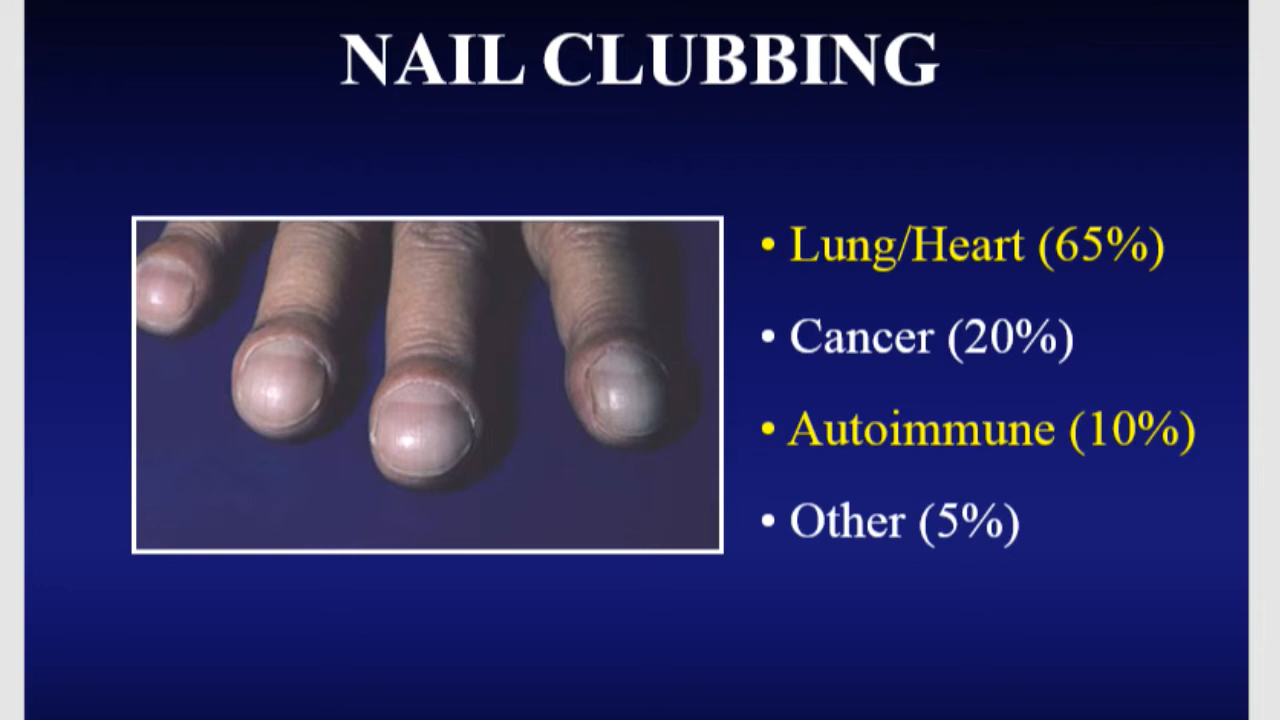 NAIL CLUBBING
• Lung/Heart (65%)
• Cancer (20%)
• Autoimmune (10%)
• Other (5%)